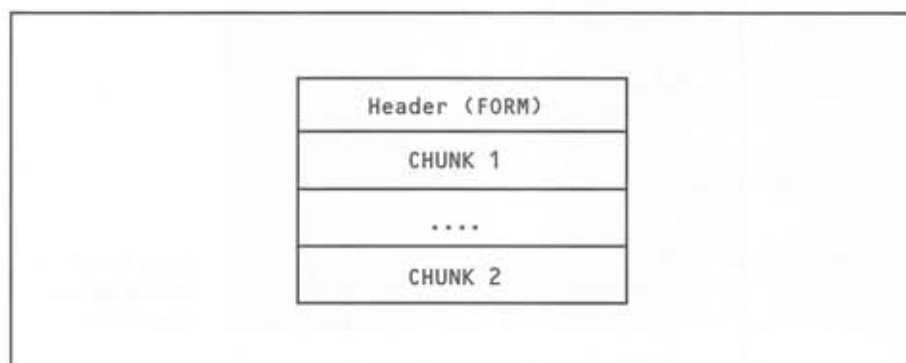 Header (FORM)
CHUNK 1
....
CHUNK 2